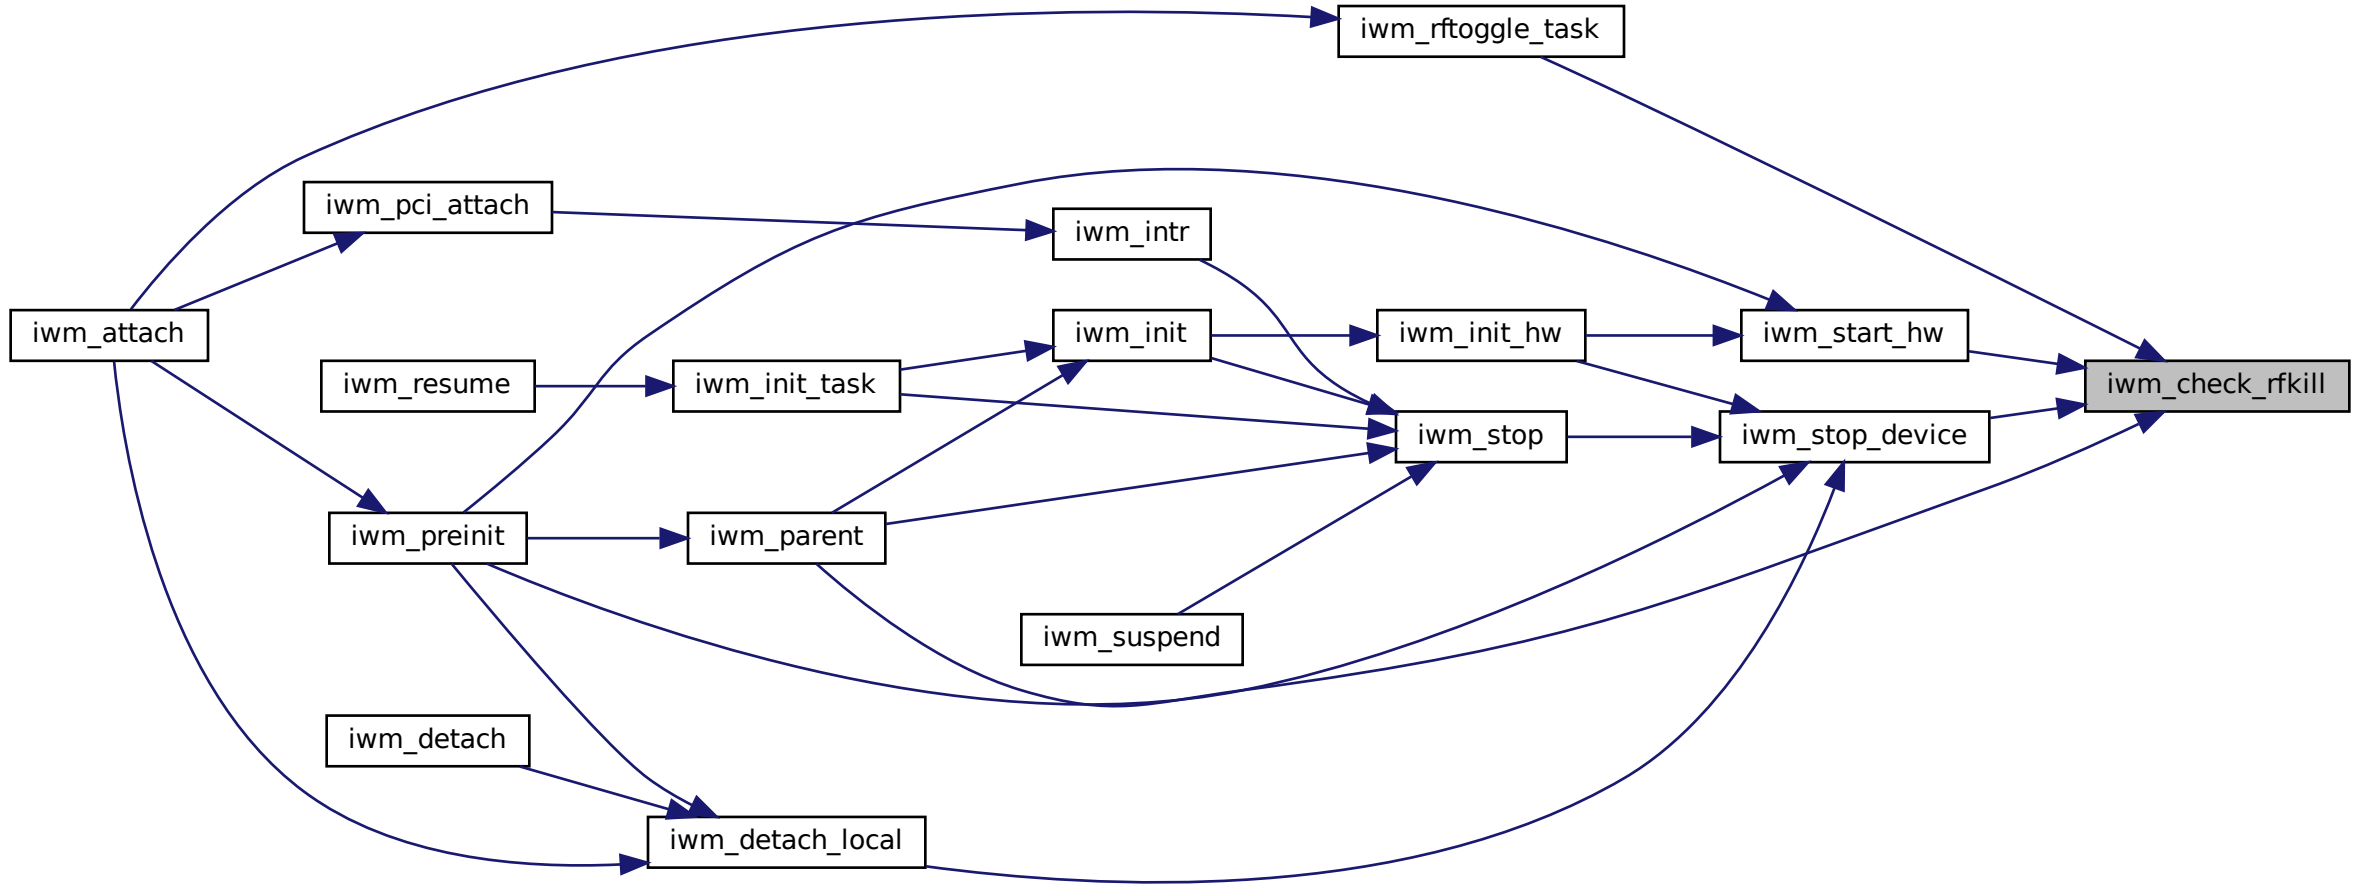 iwm_rftoggle_task
iwm_pci_attach
iwm_intr
iwm_attach
iwm_init
iwm_init_hw
iwm_start_hw
iwm_resume
iwm_init_task
iwm_check_rfkill
iwm_stop
iwm_stop_device
iwm_preinit
iwm_parent
iwm_suspend
iwm_detach
iwm_detach_local